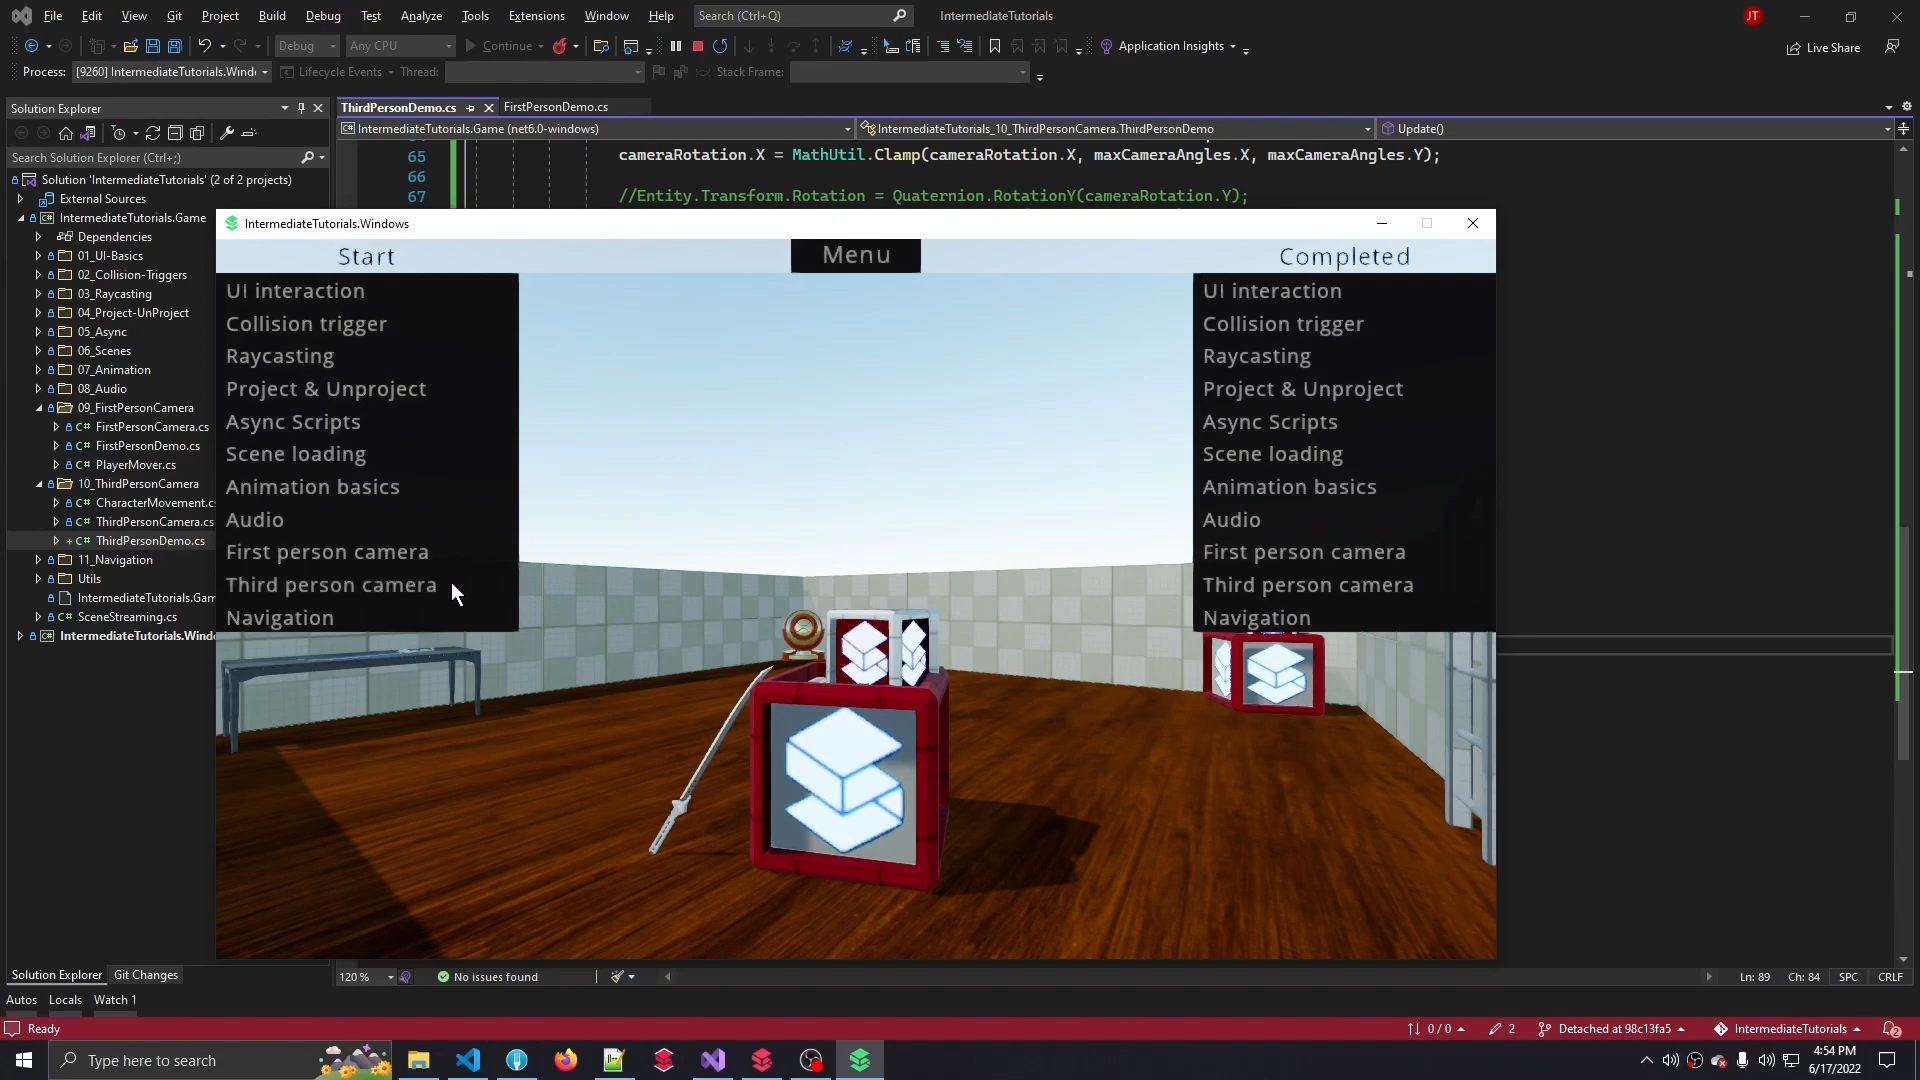 File Edit View Git Project Build Debug Test Analyze Tools Extensions Window Help Search (Ctrl+Q) IntermediateTutorials JT
Debug Any CPU Continue Application Insights Live Share
Process: [9260] IntermediateTutorials.Wind Lifecycle Events Thread: Stack Frame:
Solution Explorer
ThirdPersonDemo.cs FirstPersonDemo.cs
IntermediateTutorials.Game (net6.0-windows) IntermediateTutorials_10_ThirdPersonCamera.ThirdPersonDemo Update()
Search Solution Explorer (Ctrl+;)
Solution 'IntermediateTutorials' (2 of 2 projects)
External Sources
IntermediateTutorials.Game
Dependencies
01_UI-Basics
02_Collision-Triggers
03_Raycasting
04_Project-UnProject
05_Async
06_Scenes
07_Animation
08_Audio
09_FirstPersonCamera
FirstPersonCamera.cs
FirstPersonDemo.cs
PlayerMover.cs
10_ThirdPersonCamera
CharacterMovement.c
ThirdPersonCamera.cs
ThirdPersonDemo.cs
11_Navigation
Utils
IntermediateTutorials.Gam
SceneStreaming.cs
IntermediateTutorials.Windo
65 cameraRotation.X = MathUtil.Clamp(cameraRotation.X, maxCameraAngles.X, maxCameraAngles.Y);
66
67 //Entity.Transform.Rotation = Quaternion.RotationY(cameraRotation.Y);
IntermediateTutorials.Windows
Start Menu Completed
UI interaction
Collision trigger
Raycasting
Project & Unproject
Async Scripts
Scene loading
Animation basics
Audio
First person camera
Third person camera
Navigation
UI interaction
Collision trigger
Raycasting
Project & Unproject
Async Scripts
Scene loading
Animation basics
Audio
First person camera
Third person camera
Navigation
Solution Explorer Git Changes
120 % No issues found Ln: 89 Ch: 84 SPC CRLF
Autos Locals Watch 1
Ready 0 / 0 2 Detached at 98c13fa5 IntermediateTutorials 2
Type here to search
4:54 PM
6/17/2022